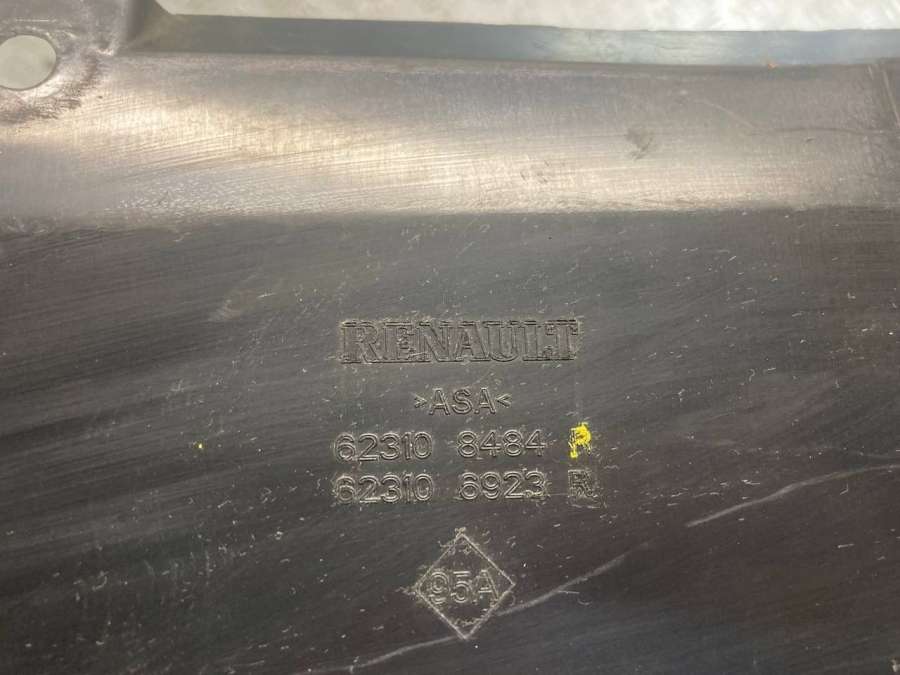 RENAULT
>ASA<
62310 8484 R
62310 6923 R
95A